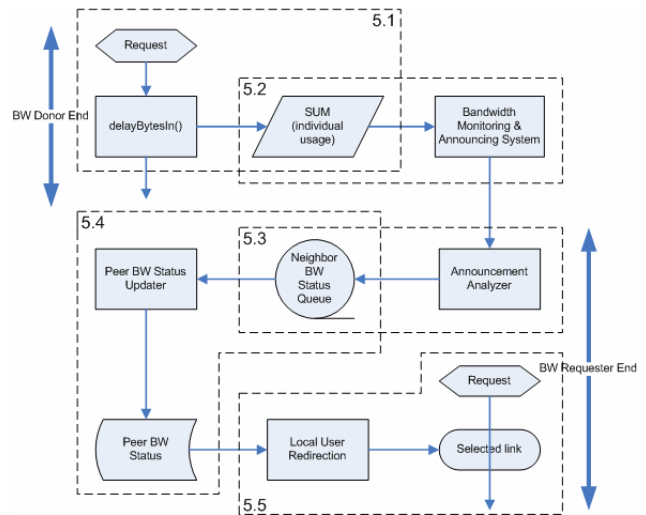 5.1
Request
BW Donor End
5.2
delayBytesIn()
SUM
(individual
usage)
Bandwidth
Monitoring &
Announcing System
5.4
5.3
Peer BW Status
Updater
Neighbor
BW
Status
Queue
Announcement
Analyzer
BW Requester End
Request
Peer BW
Status
Local User
Redirection
Selected link
5.5